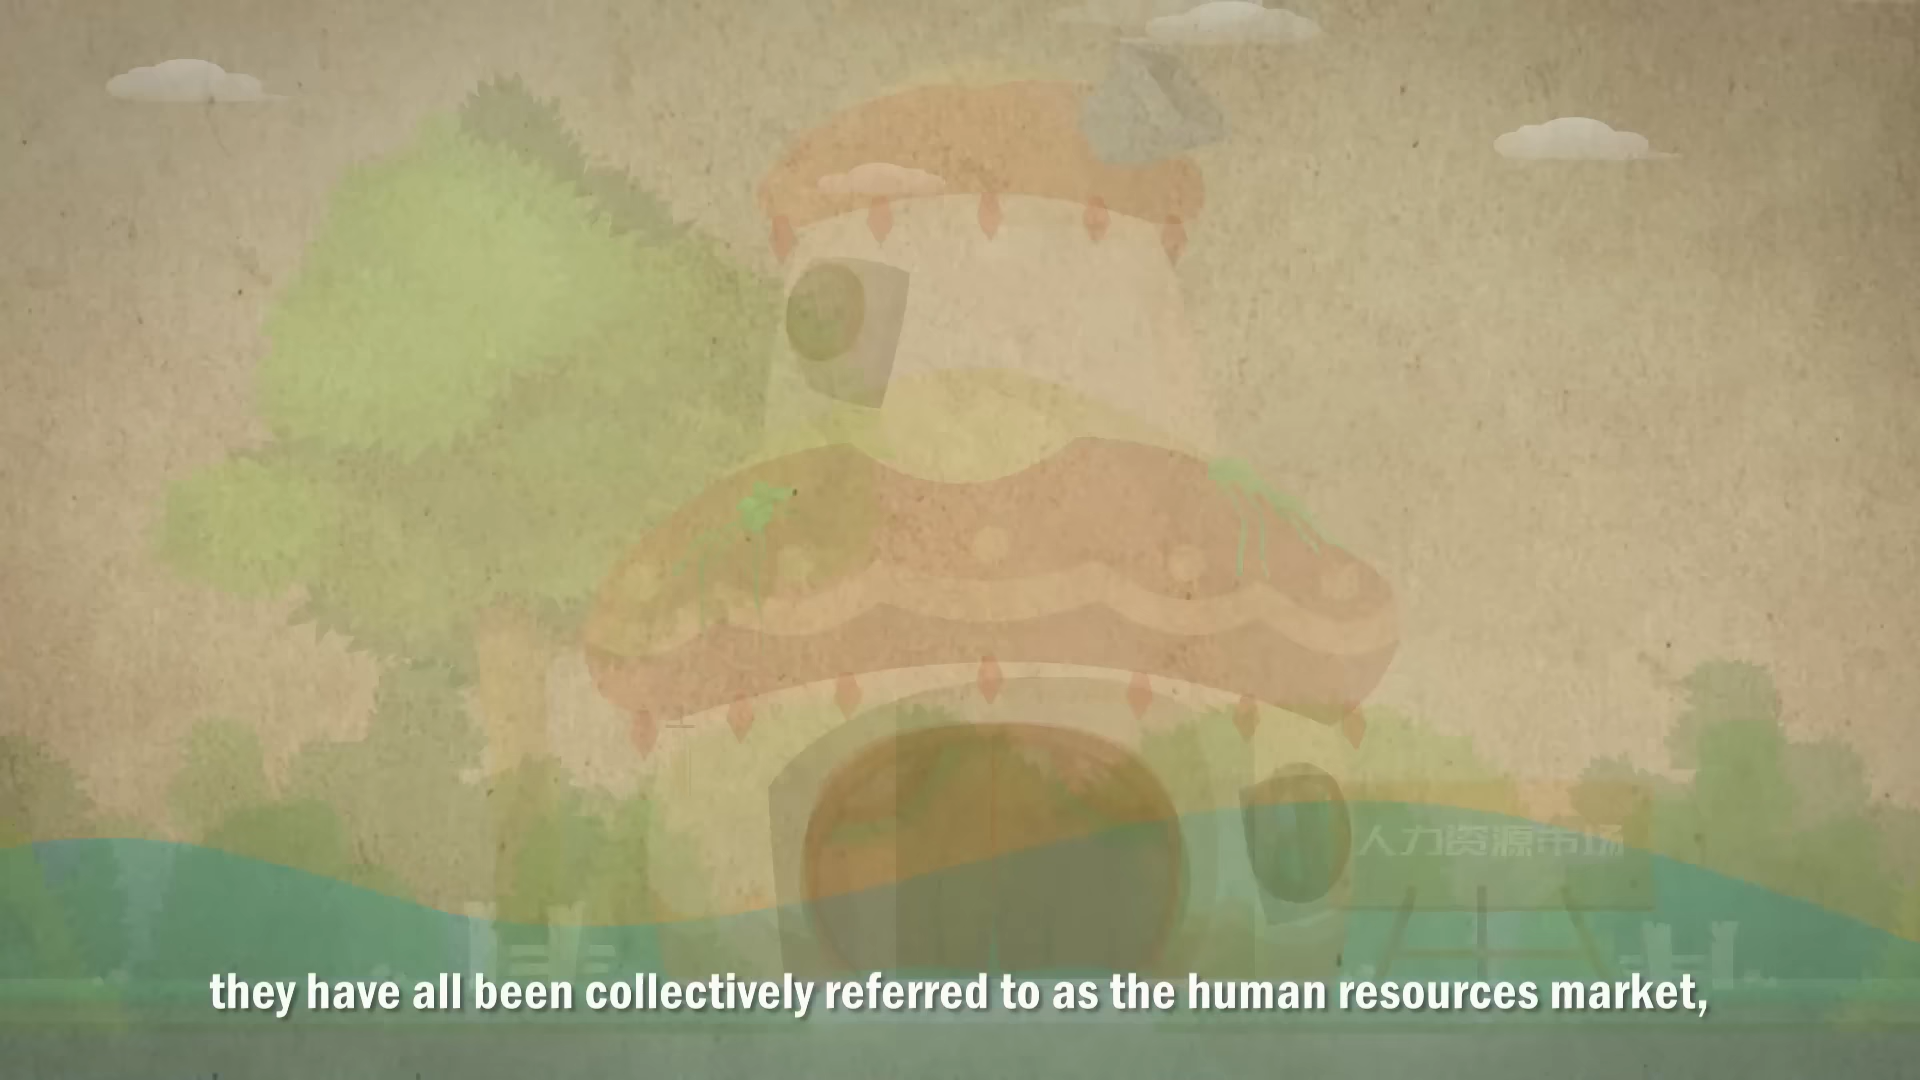 人力资源市场
they have all been collectively referred to as the human resources market,